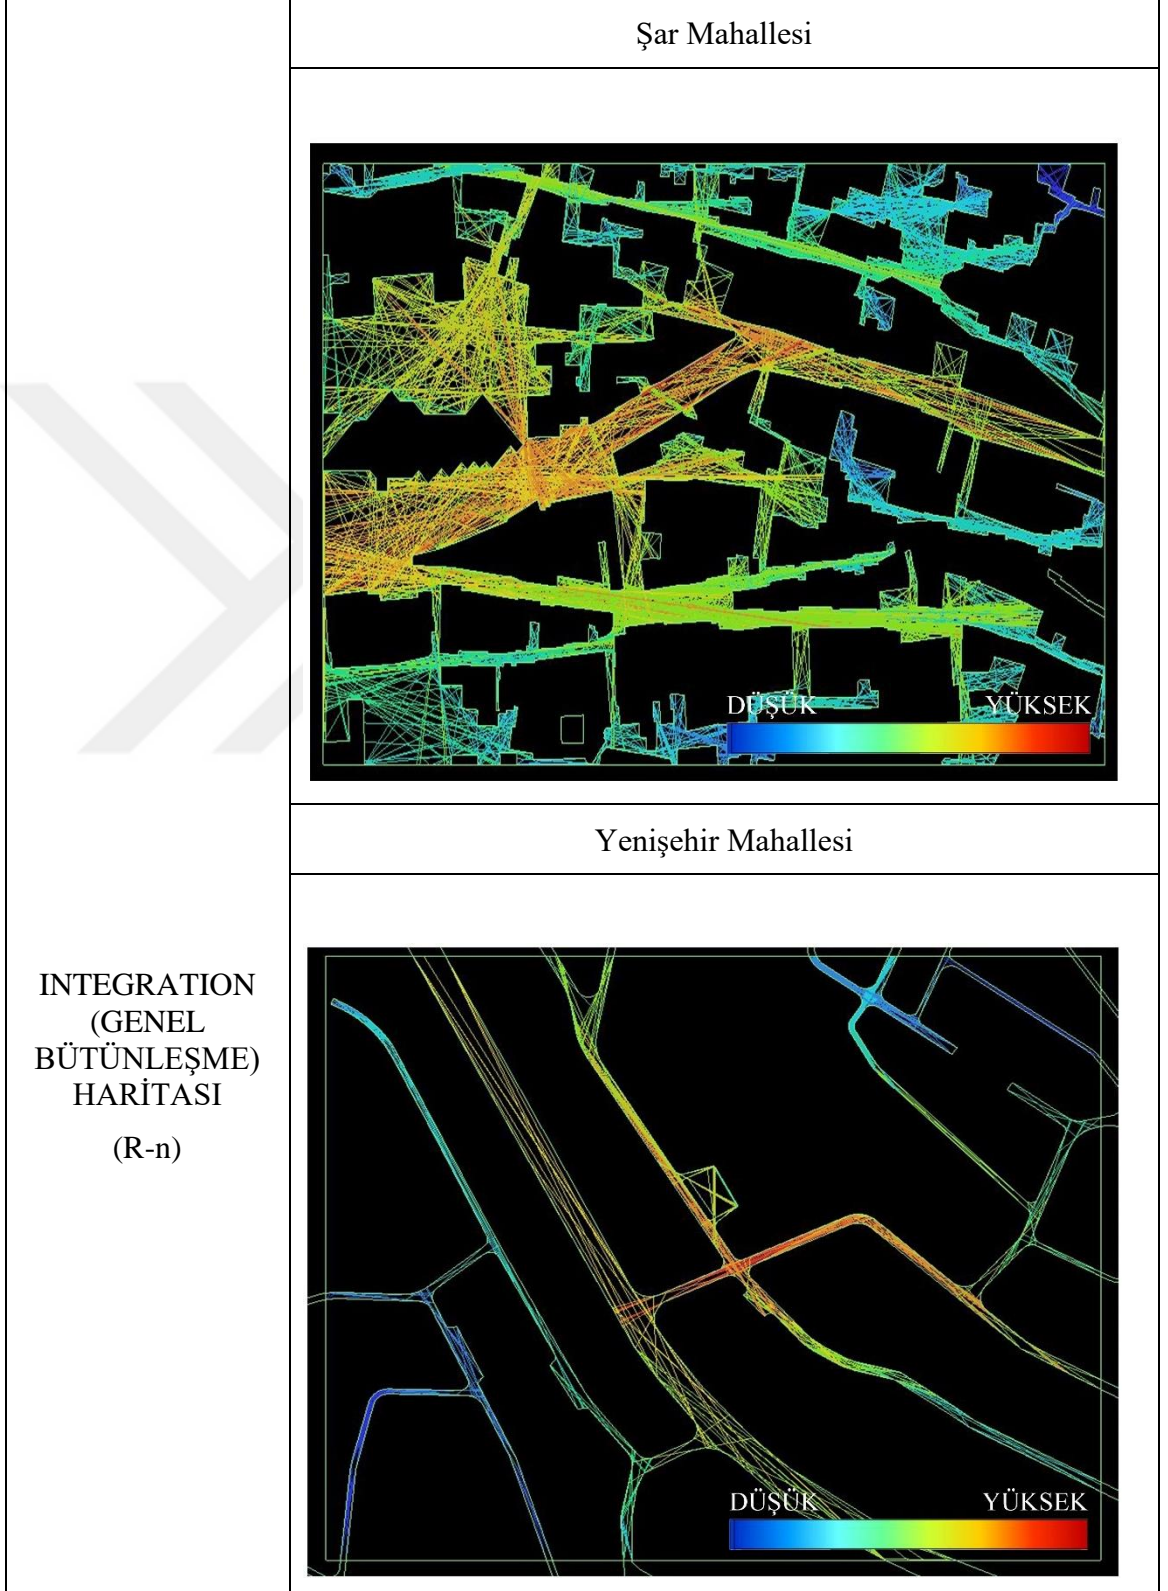 Şar Mahallesi
DÜŞÜK YÜKSEK
Yenişehir Mahallesi
INTEGRATION
(GENEL
BÜTÜNLEŞME)
HARİTASI
(R-n)
DÜŞÜK YÜKSEK